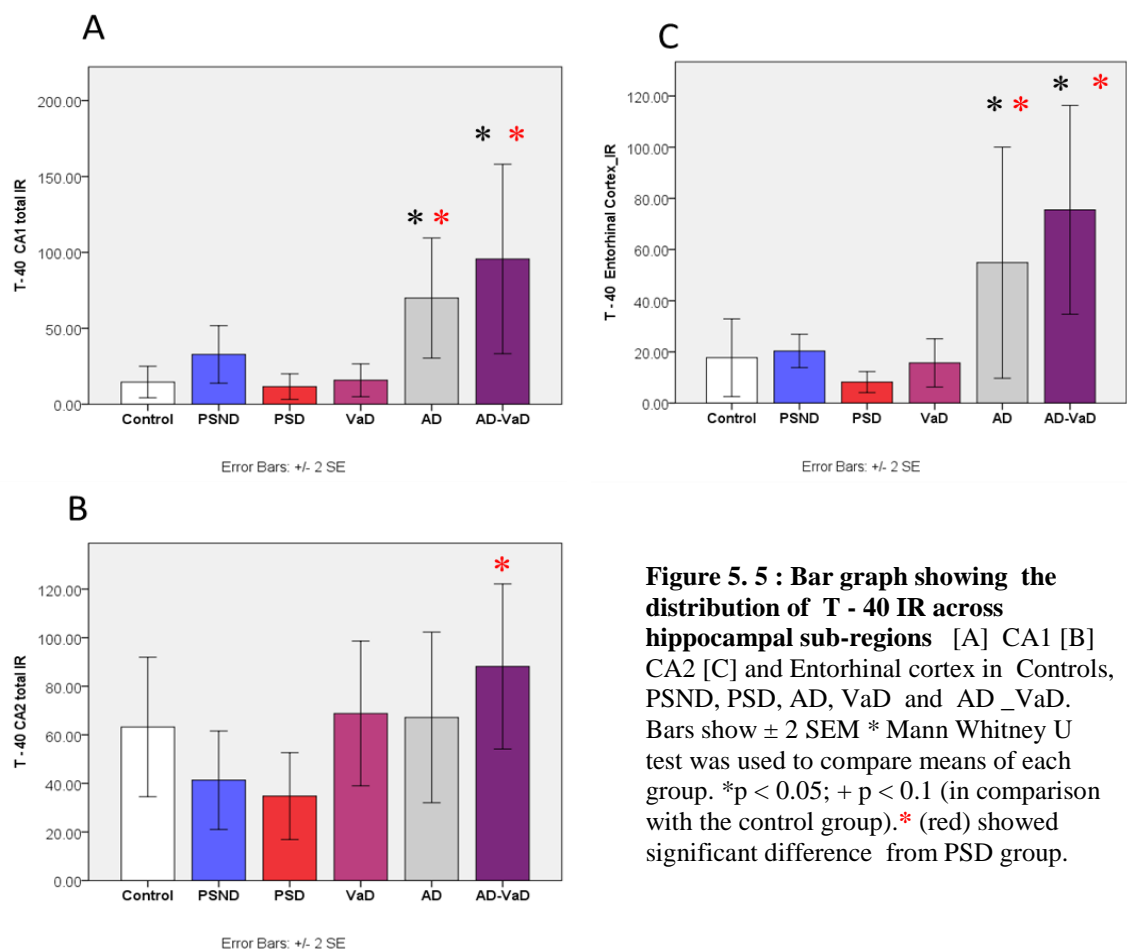 A
T - 40 CA1 total IR
200.00
150.00
100.00
50.00
0.00
* *
* *
Control PSND PSD VaD AD AD-VaD
Error Bars: +/- 2 SE
C
T - 40 Entorhinal Cortex_IR
120.00
100.00
80.00
60.00
40.00
20.00
0.00
* *
* *
Control PSND PSD VaD AD AD-VaD
Error Bars: +/- 2 SE
B
T - 40 CA2 total IR
120.00
100.00
80.00
60.00
40.00
20.00
0.00
*
Control PSND PSD VaD AD AD-VaD
Error Bars: +/- 2 SE
Figure 5. 5 : Bar graph showing the
distribution of T - 40 IR across
hippocampal sub-regions [A] CA1 [B]
CA2 [C] and Entorhinal cortex in Controls,
PSND, PSD, AD, VaD and AD _VaD.
Bars show ± 2 SEM * Mann Whitney U
test was used to compare means of each
group. *p < 0.05; + p < 0.1 (in comparison
with the control group).* (red) showed
significant difference from PSD group.